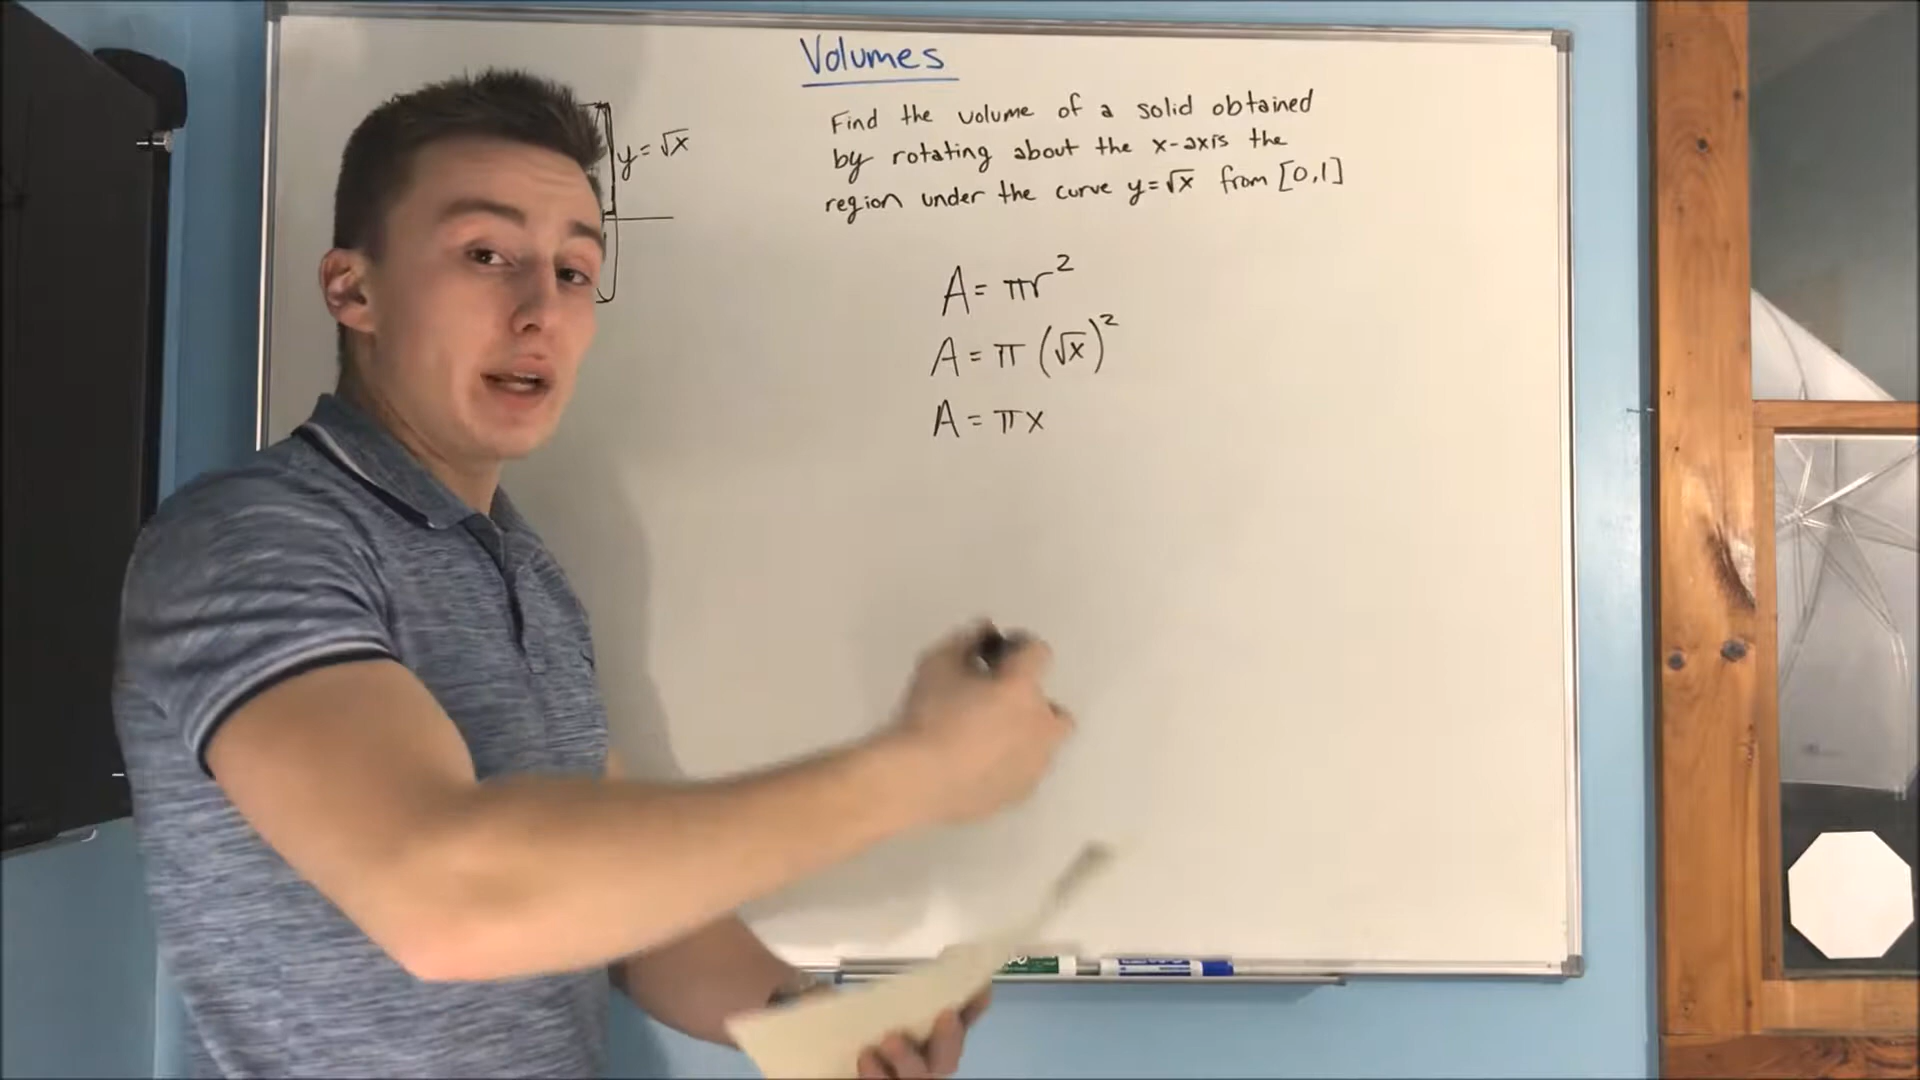 Volumes
y = √x
Find the volume of a solid obtained
by rotating about the x-axis the
region under the curve y=√x from [0,1]
A = πr²
A = π (√x)²
A = πx